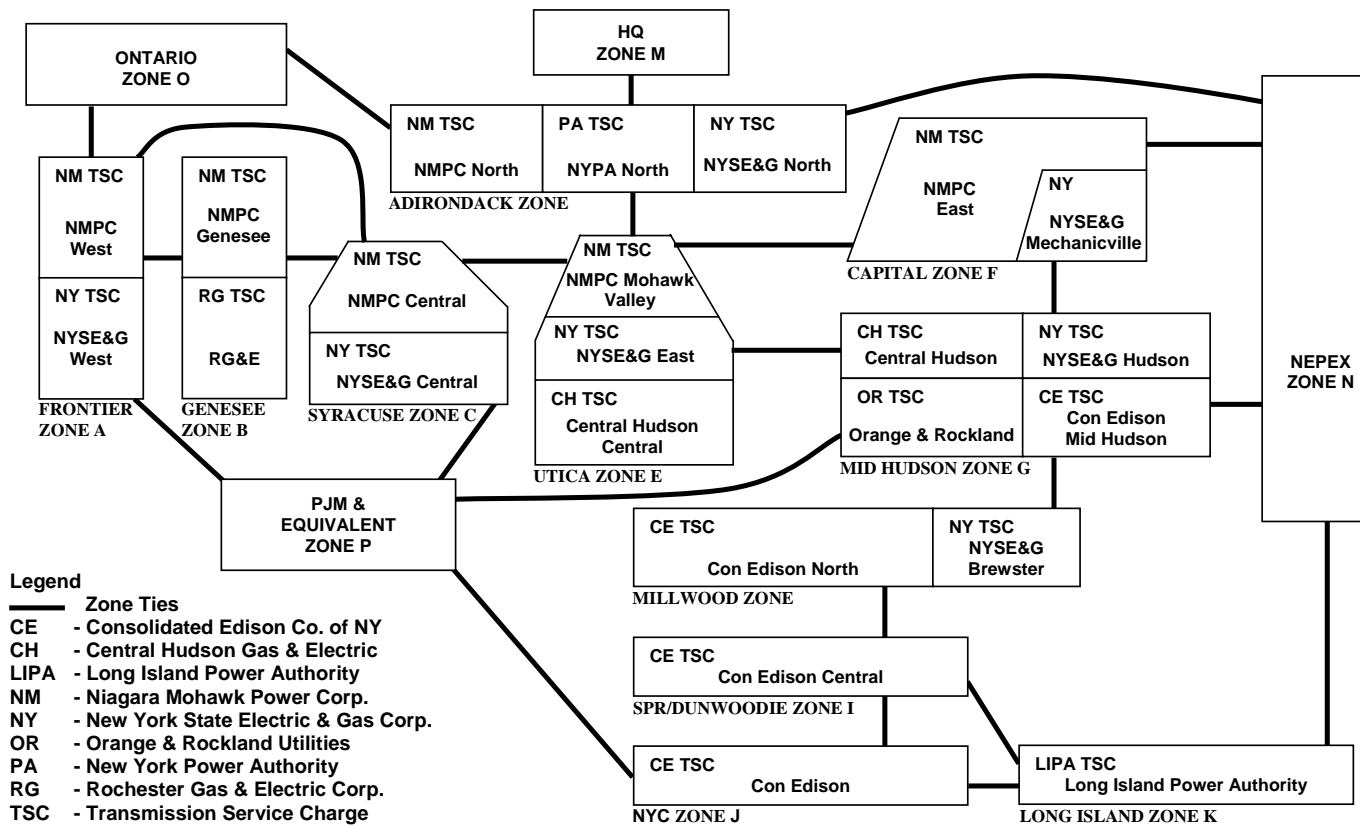 ONTARIO
ZONE O
HQ
ZONE M
NM TSC
NMPC North
PA TSC
NYPA North
NY TSC
NYSE&G North
ADIRONDACK ZONE
NM TSC
NMPC
East
NY
NYSE&G
Mechanicville
CAPITAL ZONE F
NEPEX
ZONE N
NM TSC
NMPC
West
NY TSC
NYSE&G
West
FRONTIER
ZONE A
NM TSC
NMPC
Genesee
RG TSC
RG&E
GENESEE
ZONE B
NM TSC
NMPC Central
NY TSC
NYSE&G Central
SYRACUSE ZONE C
NM TSC
NMPC Mohawk
Valley
NY TSC
NYSE&G East
CH TSC
Central Hudson
Central
UTICA ZONE E
CH TSC
Central Hudson
NY TSC
NYSE&G Hudson
OR TSC
Orange & Rockland
CE TSC
Con Edison
Mid Hudson
MID HUDSON ZONE G
PJM &
EQUIVALENT
ZONE P
CE TSC
Con Edison North
NY TSC
NYSE&G
Brewster
MILLWOOD ZONE
CE TSC
Con Edison Central
SPR/DUNWOODIE ZONE I
CE TSC
Con Edison
NYC ZONE J
LIPA TSC
Long Island Power Authority
LONG ISLAND ZONE K
Legend
Zone Ties
CE - Consolidated Edison Co. of NY
CH - Central Hudson Gas & Electric
LIPA - Long Island Power Authority
NM - Niagara Mohawk Power Corp.
NY - New York State Electric & Gas Corp.
OR - Orange & Rockland Utilities
PA - New York Power Authority
RG - Rochester Gas & Electric Corp.
TSC - Transmission Service Charge